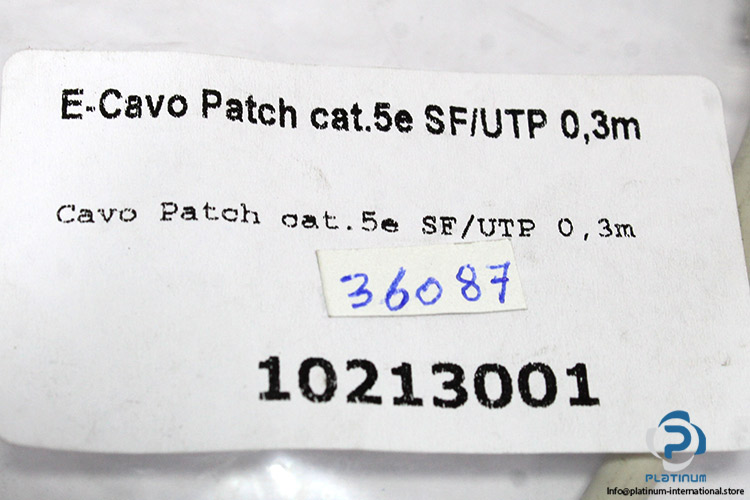 E-Cavo Patch cat.5e SF/UTP 0,3m
Cavo Patch cat.5e SF/UTP 0,3m
36087
10213001
PLATINUM
Info@platinum-international.store